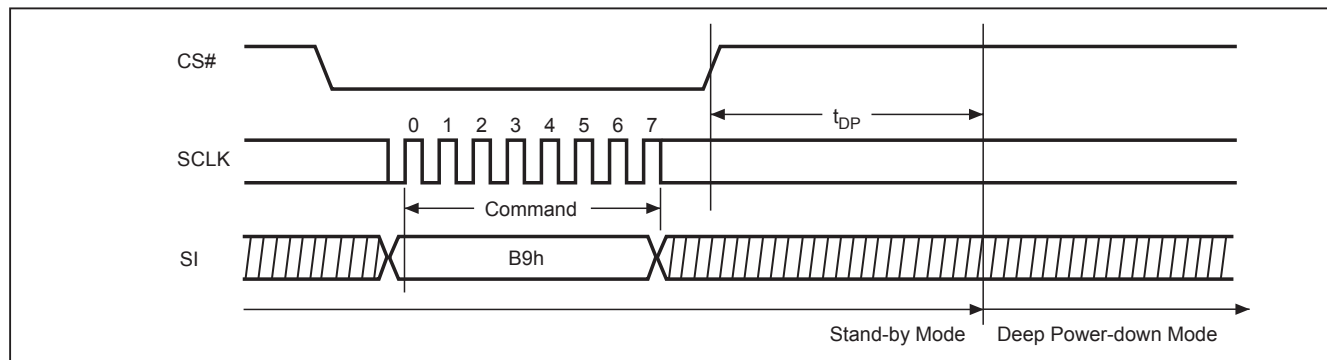 CS#
t_DP
0 1 2 3 4 5 6 7
SCLK
Command
SI
B9h
Stand-by Mode
Deep Power-down Mode